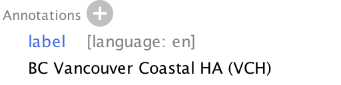 Annotations +
label [language: en]
BC Vancouver Coastal HA (VCH)